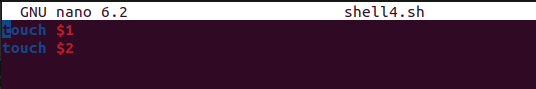 GNU nano 6.2 shell4.sh
touch $1
touch $2